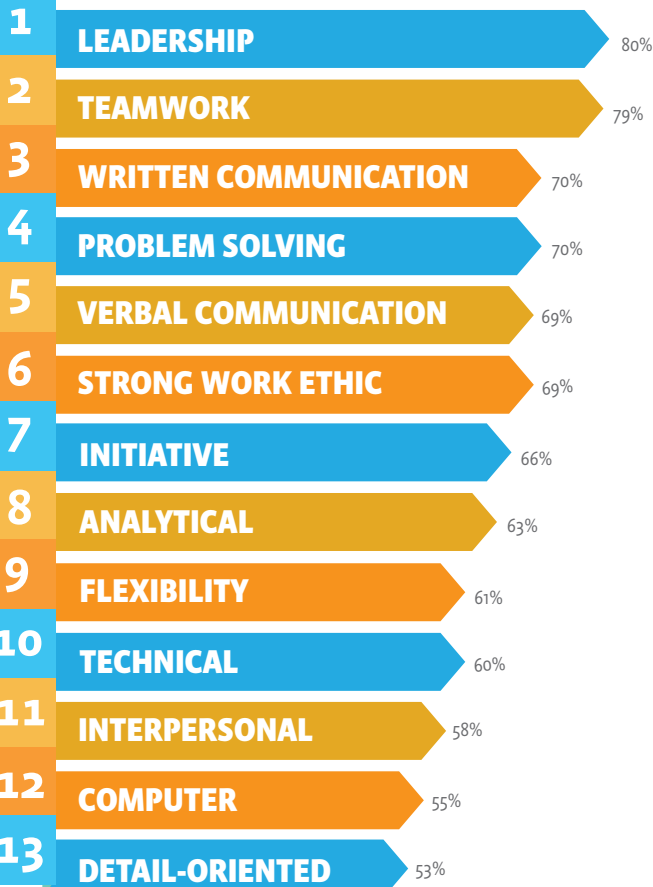 1 LEADERSHIP 80%
2 TEAMWORK 79%
3 WRITTEN COMMUNICATION 70%
4 PROBLEM SOLVING 70%
5 VERBAL COMMUNICATION 69%
6 STRONG WORK ETHIC 69%
7 INITIATIVE 66%
8 ANALYTICAL 63%
9 FLEXIBILITY 61%
10 TECHNICAL 60%
11 INTERPERSONAL 58%
12 COMPUTER 55%
13 DETAIL-ORIENTED 53%